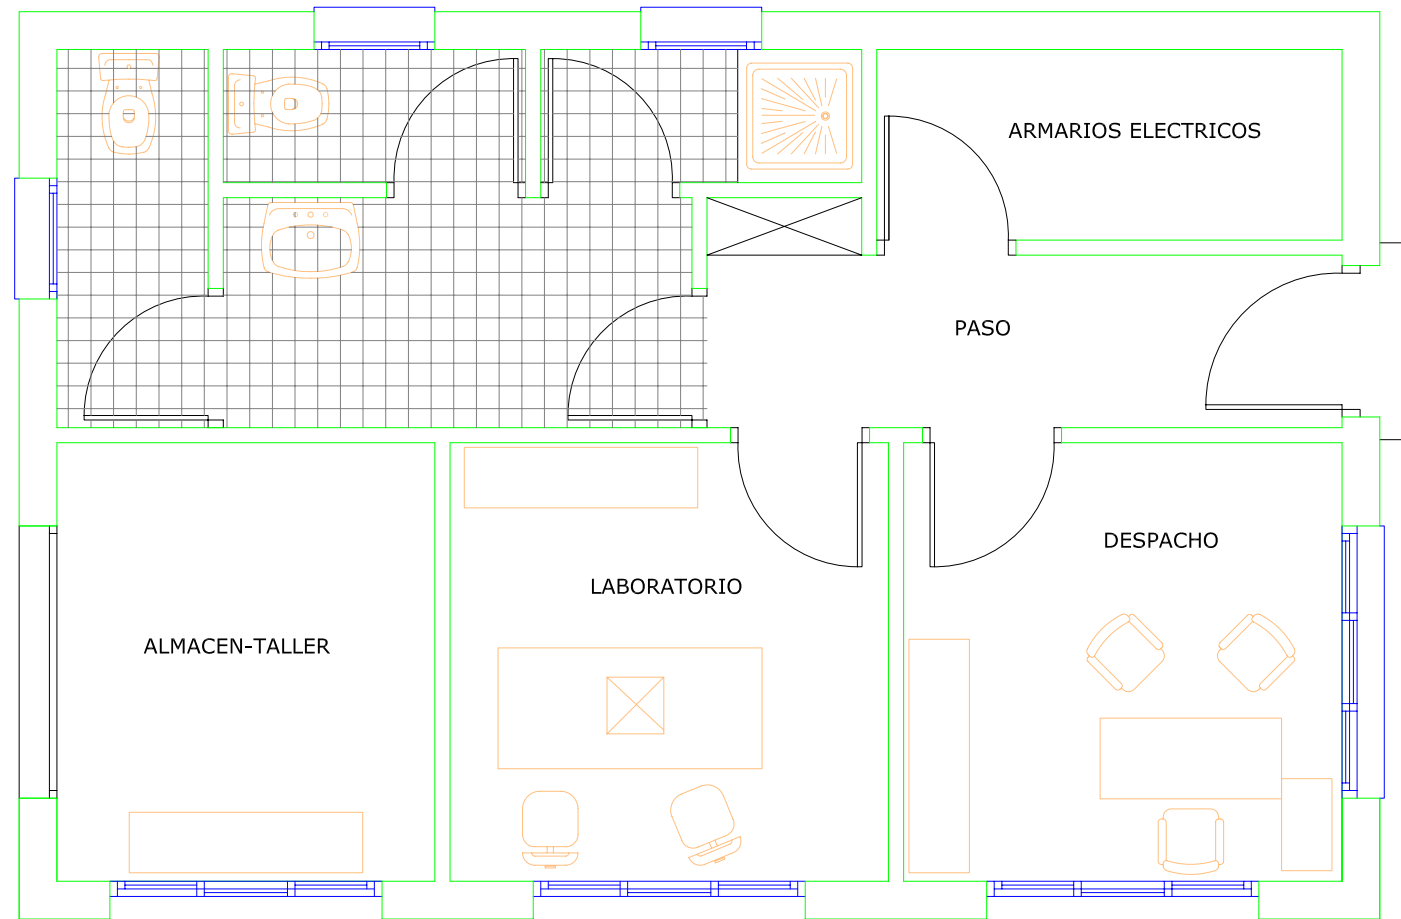 ARMARIOS ELECTRICOS
PASO
DESPACHO
LABORATORIO
ALMACEN-TALLER